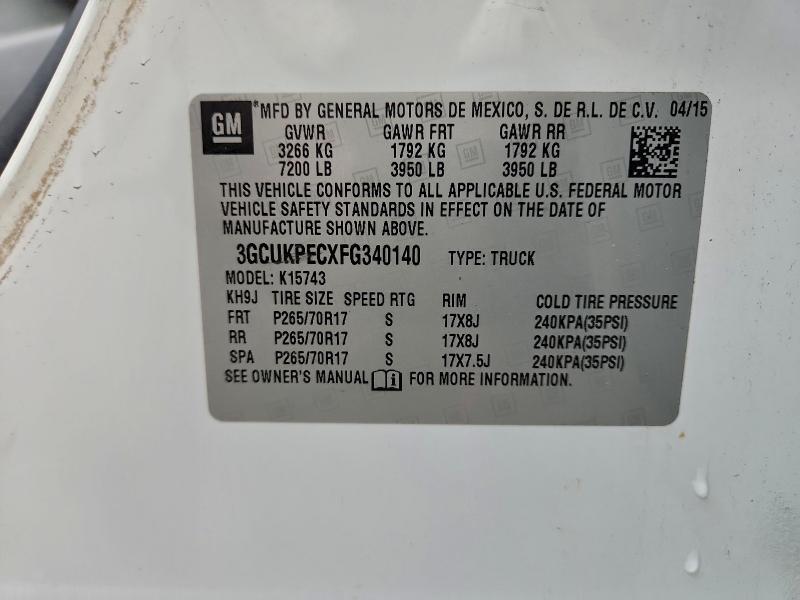 GM *MFD BY GENERAL MOTORS DE MEXICO, S. DE R.L. DE C.V. 04/15
GVWR GAWR FRT GAWR RR
3266 KG 1792 KG 1792 KG
7200 LB 3950 LB 3950 LB
THIS VEHICLE CONFORMS TO ALL APPLICABLE U.S. FEDERAL MOTOR
VEHICLE SAFETY STANDARDS IN EFFECT ON THE DATE OF
MANUFACTURE SHOWN ABOVE.
3GCUKPECXFG340140 TYPE: TRUCK
MODEL: K15743
KH9J TIRE SIZE SPEED RTG RIM COLD TIRE PRESSURE
FRT P265/70R17 S 17X8J 240KPA(35PSI)
RR P265/70R17 S 17X8J 240KPA(35PSI)
SPA P265/70R17 S 17X7.5J 240KPA(35PSI)
SEE OWNER'S MANUAL i FOR MORE INFORMATION.